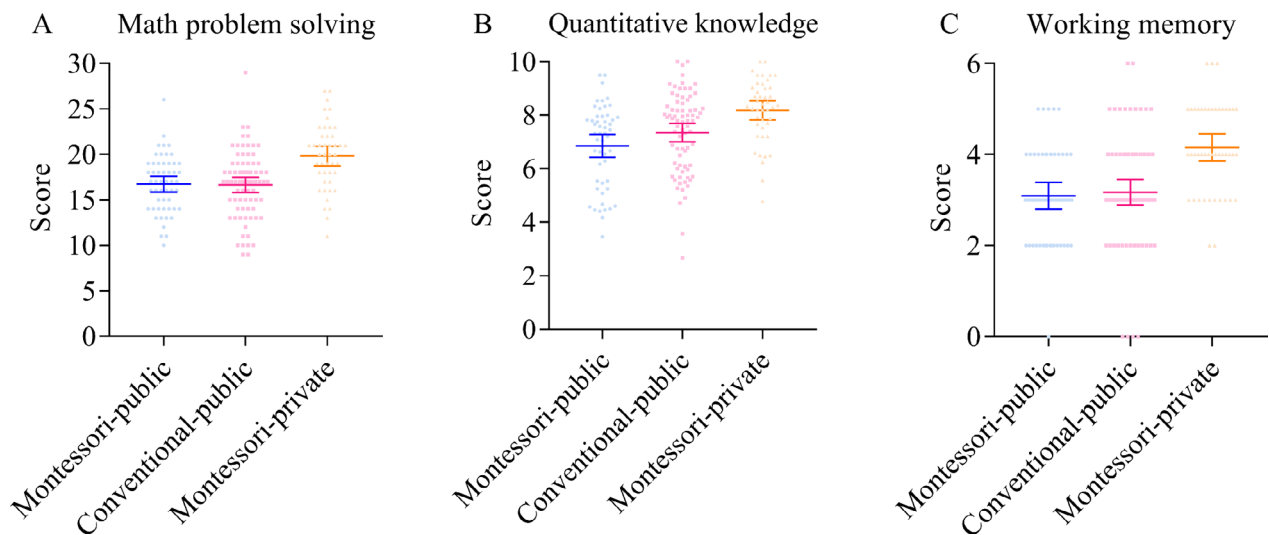 A Math problem solving
Score
30
25
20
15
10
5
0
Montessori-public
Conventional-public
Montessori-private
B Quantitative knowledge
Score
10
8
6
4
2
0
Montessori-public
Conventional-public
Montessori-private
C Working memory
Score
6
4
2
0
Montessori-public
Conventional-public
Montessori-private